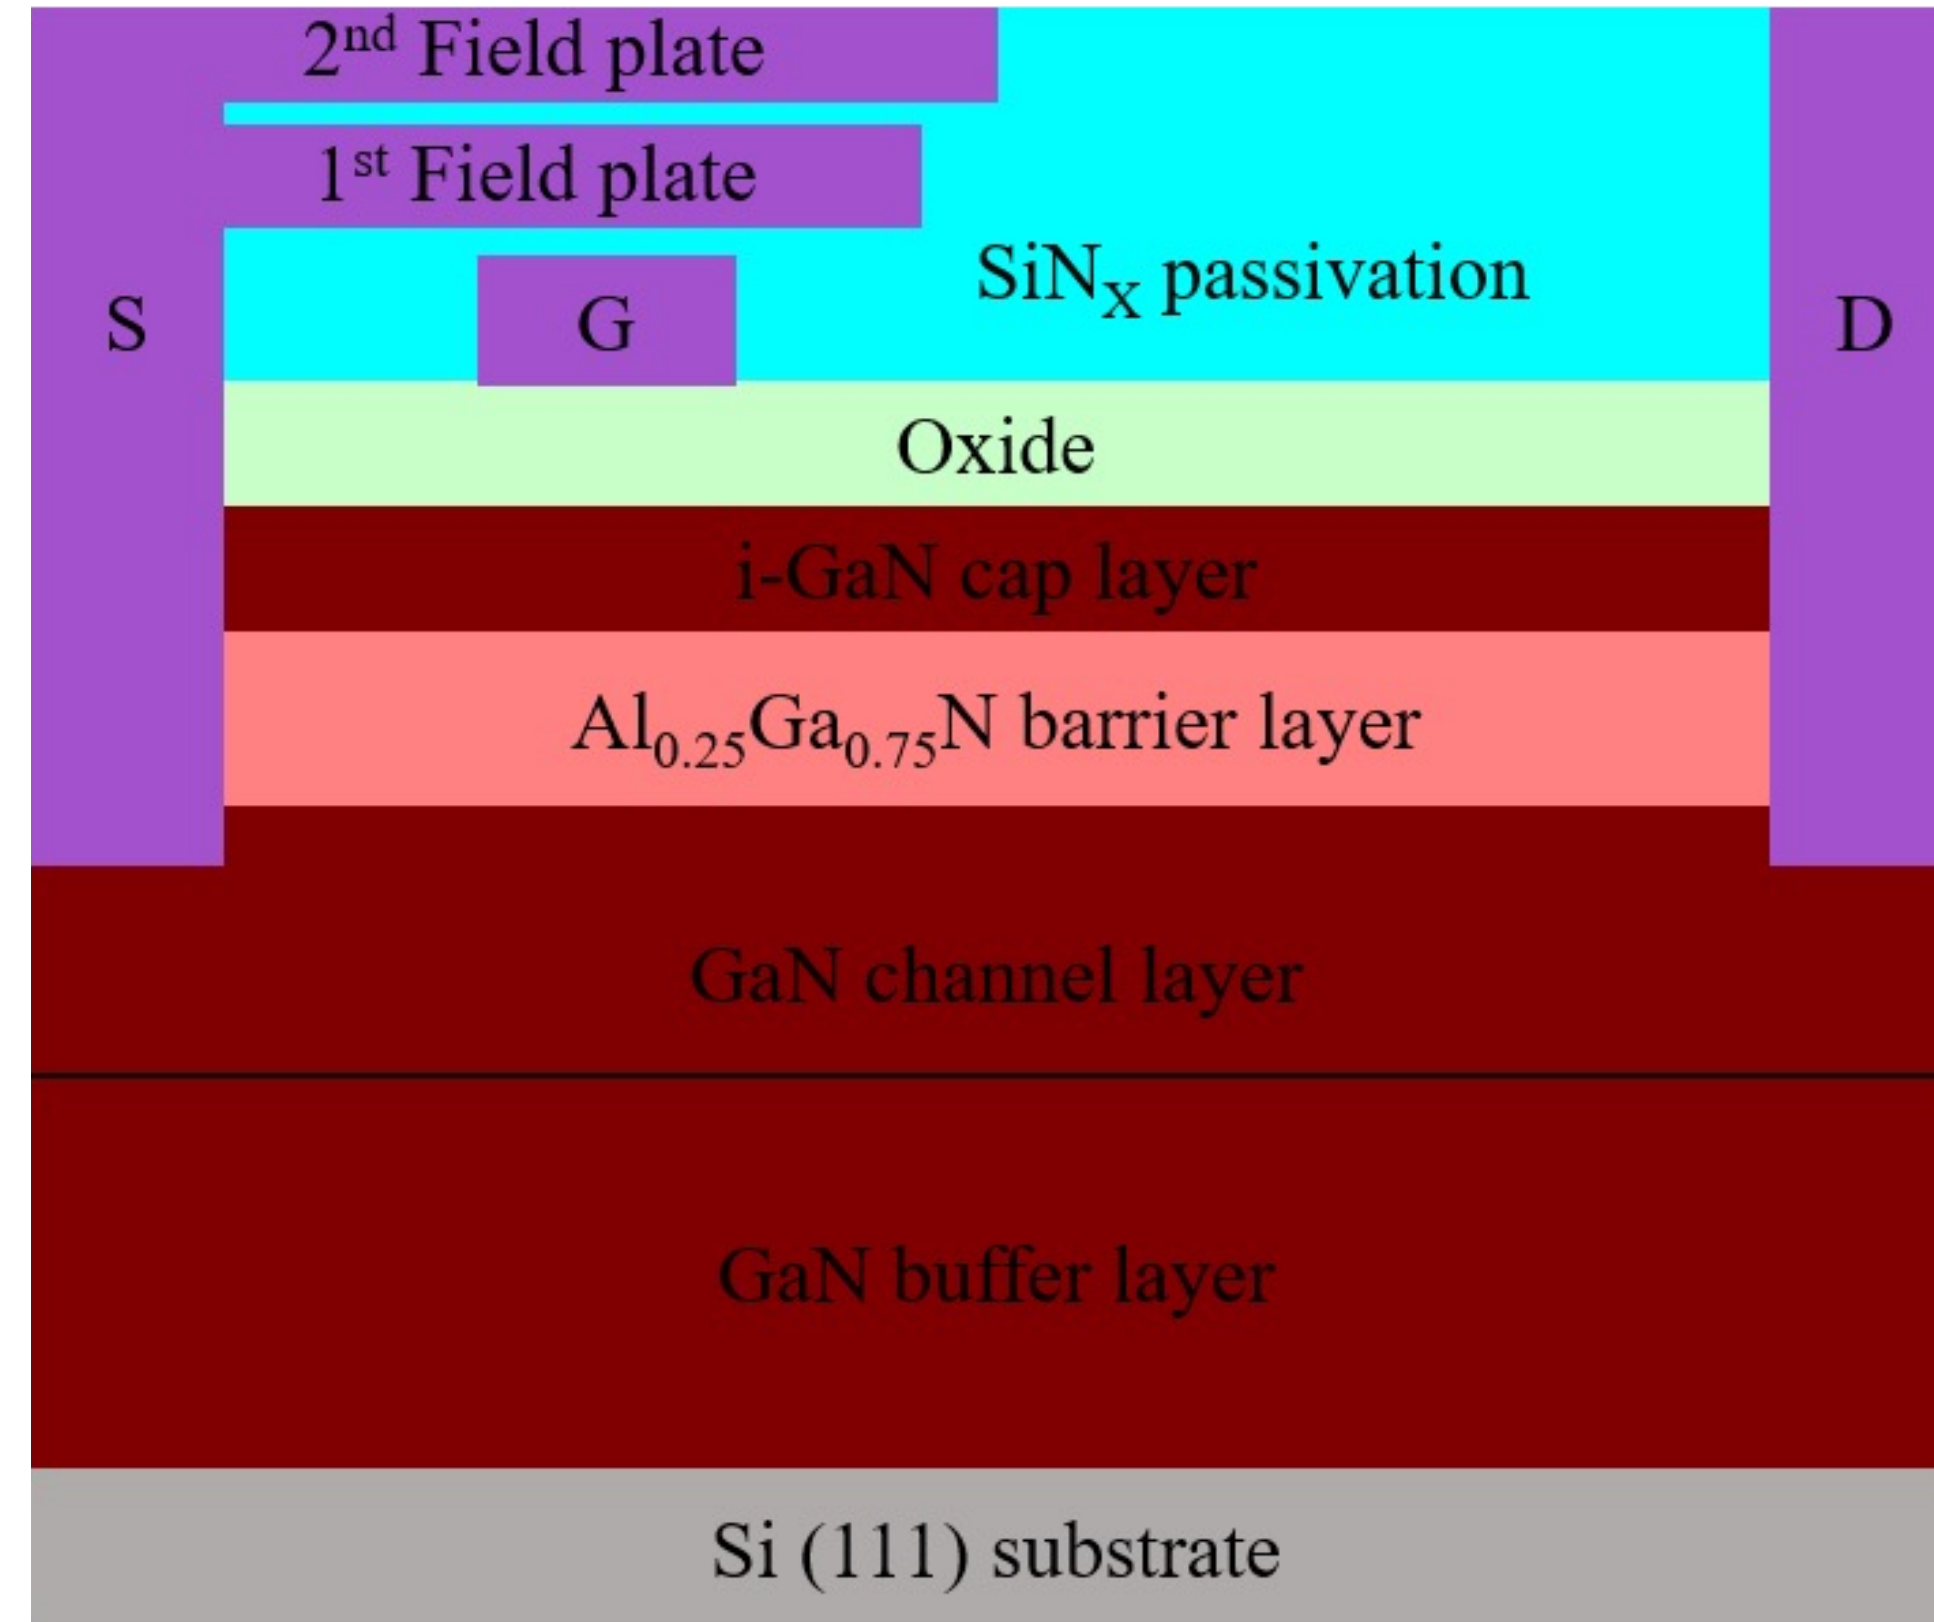 2nd Field plate
1st Field plate
SiNX passivation
S
G
D
Oxide
i-GaN cap layer
Al0.25Ga0.75N barrier layer
GaN channel layer
GaN buffer layer
Si (111) substrate